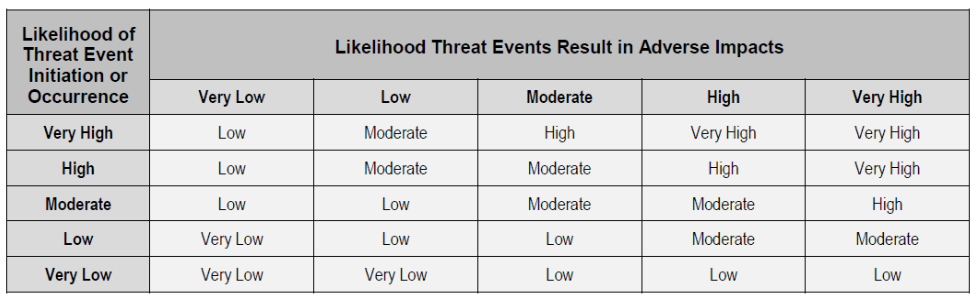 Likelihood of
Threat Event
Initiation or
Occurrence
Likelihood Threat Events Result in Adverse Impacts
Very Low Low Moderate High Very High
Very High Low Moderate High Very High Very High
High Low Moderate Moderate High Very High
Moderate Low Low Moderate Moderate High
Low Very Low Low Low Moderate Moderate
Very Low Very Low Very Low Low Low Low